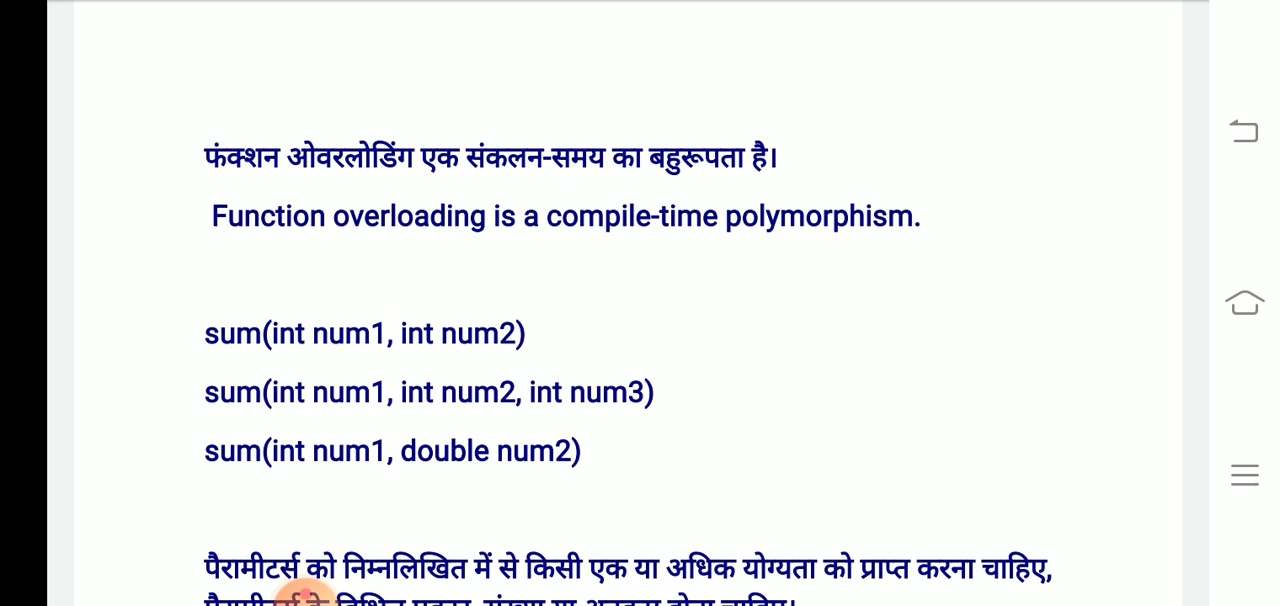 फंक्शन ओवरलोडिंग एक संकलन-समय का बहुरूपता है।
Function overloading is a compile-time polymorphism.
sum(int num1, int num2)
sum(int num1, int num2, int num3)
sum(int num1, double num2)
पैरामीटर्स को निम्नलिखित में से किसी एक या अधिक योग्यता को प्राप्त करना चाहिए,